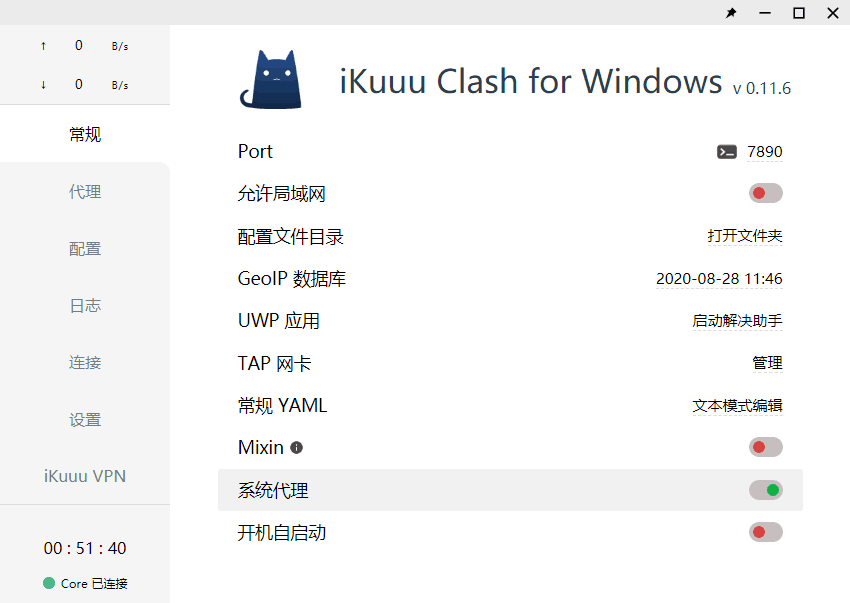 ↑ 0 B/s
↓ 0 B/s
常规
代理
配置
日志
连接
设置
iKuuu VPN
00 : 51 : 40
Core 已连接
iKuuu Clash for Windows v 0.11.6
Port 7890
允许局域网
配置文件目录 打开文件夹
GeoIP 数据库 2020-08-28 11:46
UWP 应用 启动解决助手
TAP 网卡 管理
常规 YAML 文本模式编辑
Mixin
系统代理
开机自启动